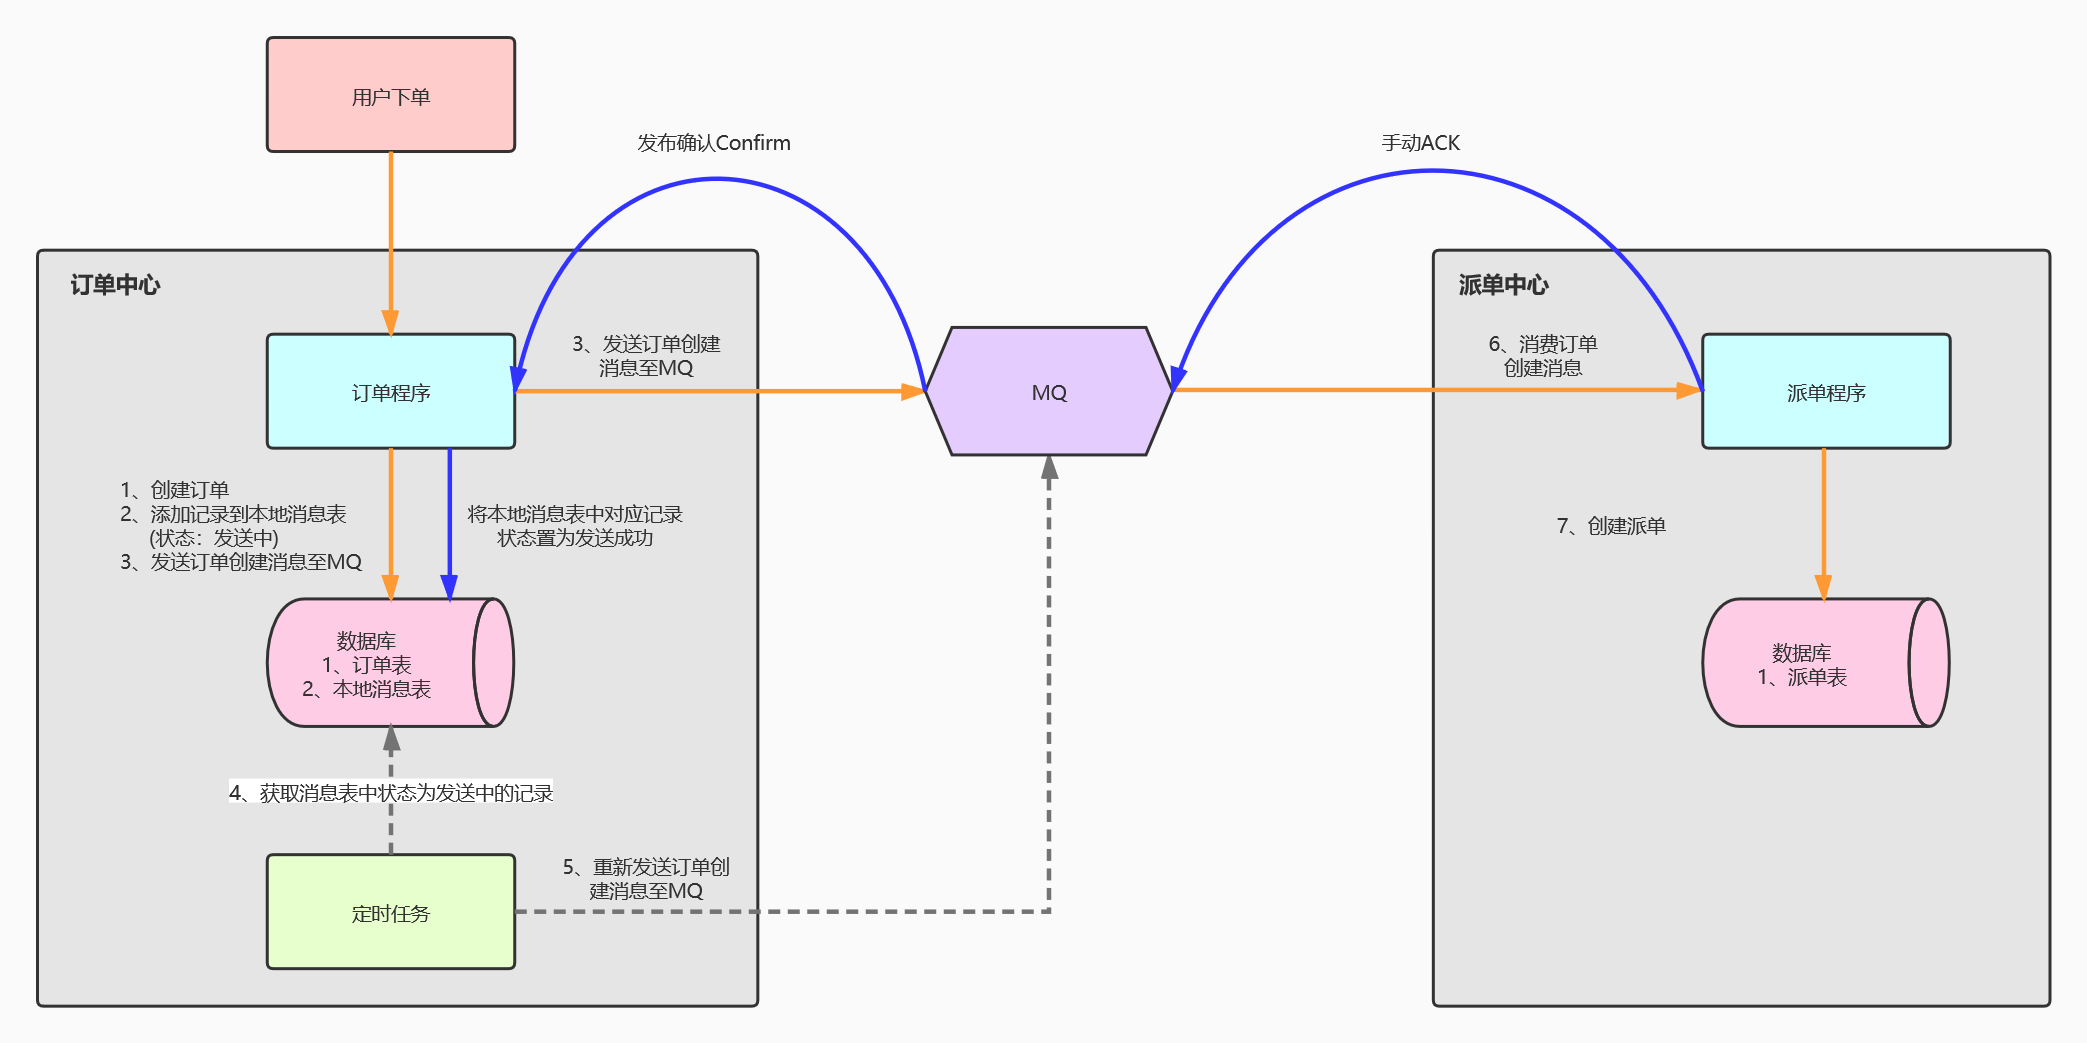 用户下单
发布确认Confirm
手动ACK
订单中心
派单中心
3、发送订单创建
消息至MQ
6、消费订单
创建消息
订单程序
MQ
派单程序
1、创建订单
2、添加记录到本地消息表
(状态：发送中)
3、发送订单创建消息至MQ
将本地消息表中对应记录
状态置为发送成功
7、创建派单
数据库
1、订单表
2、本地消息表
数据库
1、派单表
4、获取消息表中状态为发送中的记录
5、重新发送订单创
建消息至MQ
定时任务